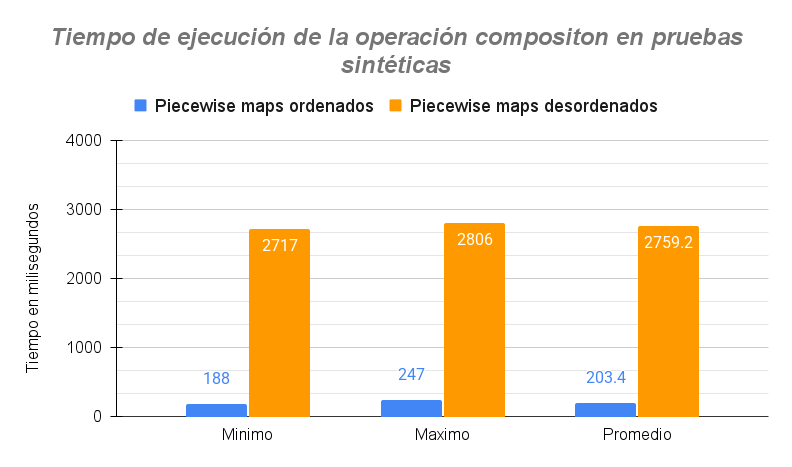 Tiempo de ejecución de la operación compositon en pruebas
sintéticas
Piecewise maps ordenados Piecewise maps desordenados
Tiempo en milisegundos
4000
3000
2000
1000
0
188
2717
247
2806
203.4
2759.2
Minimo
Maximo
Promedio